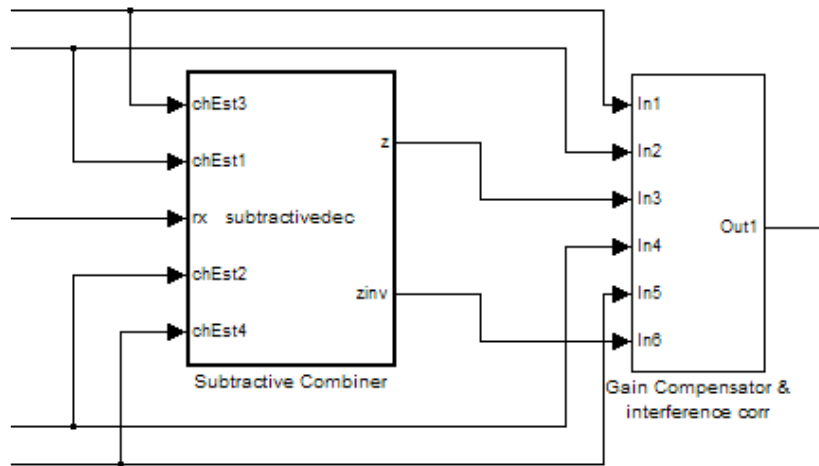 chEst3
chEst1
rx subtractivedec
chEst2
chEst4
z
zinv
Subtractive Combiner
In1
In2
In3
In4
In5
In6
Out1
Gain Compensator &
interference corr